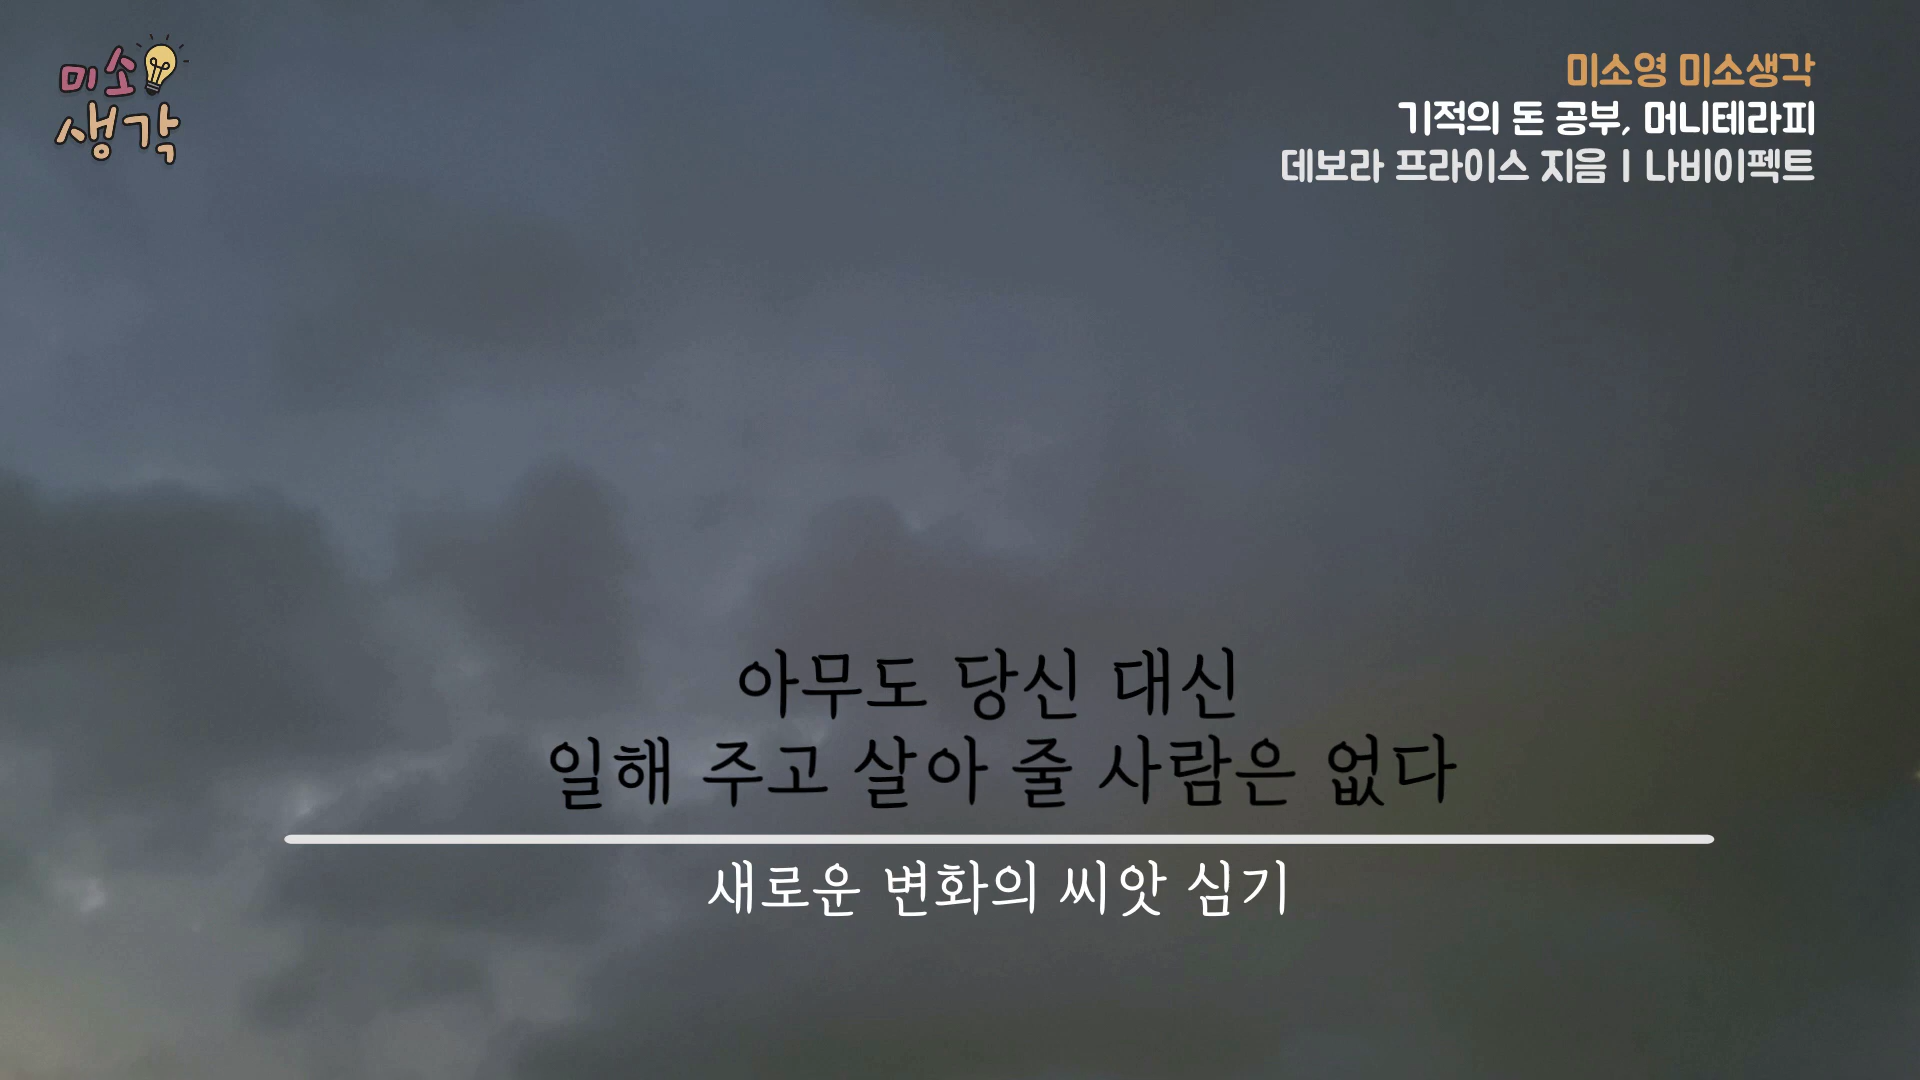 미소
생각
미소영 미소생각
기적의 돈 공부, 머니테라피
데보라 프라이스 지음 | 나비이펙트
아무도 당신 대신
일해 주고 살아 줄 사람은 없다
새로운 변화의 씨앗 심기